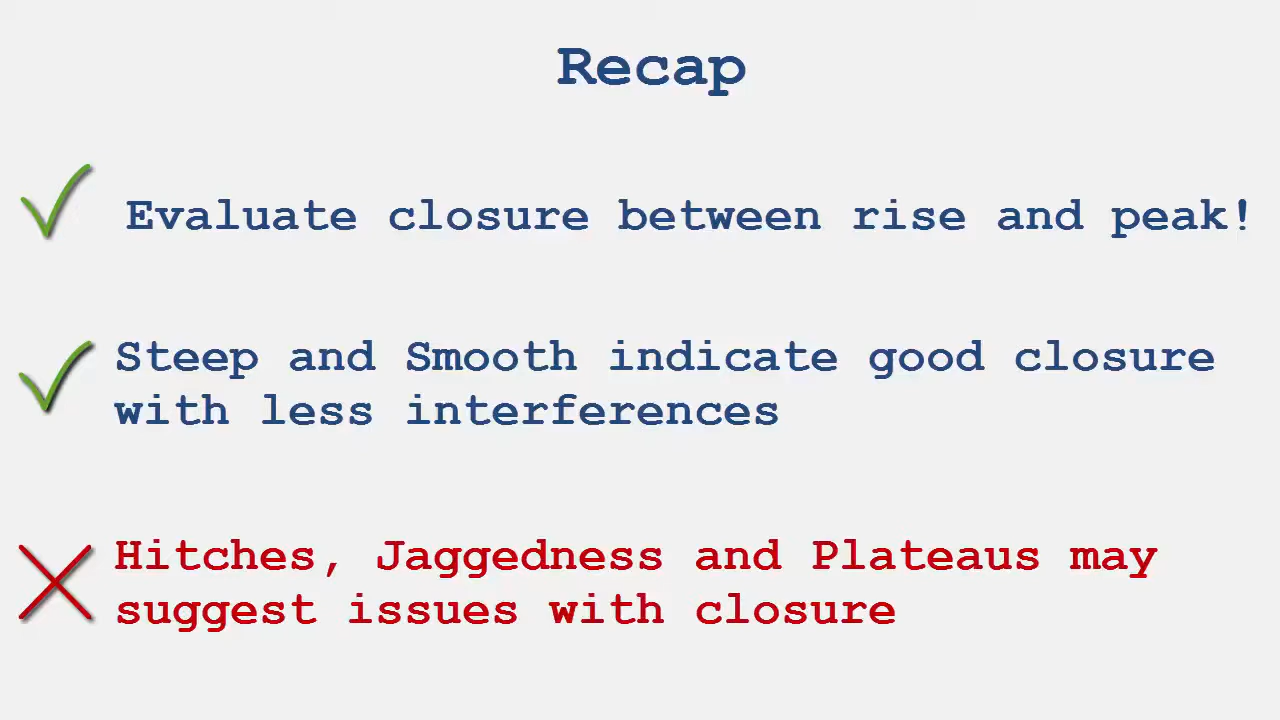 Recap
Evaluate closure between rise and peak!
Steep and Smooth indicate good closure
with less interferences
Hitches, Jaggedness and Plateaus may
suggest issues with closure